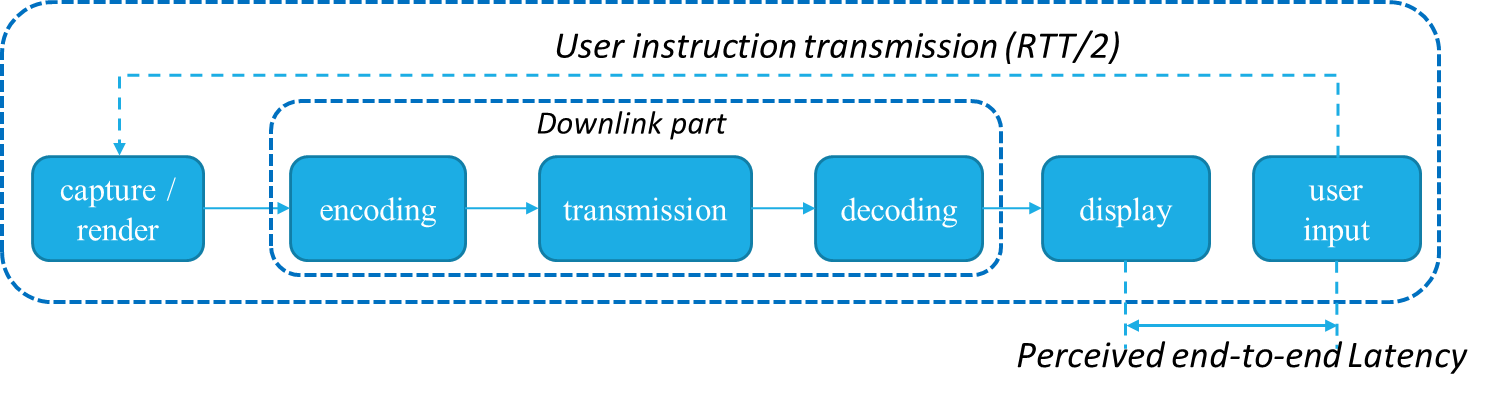 User instruction transmission (RTT/2)
Downlink part
capture /
render
encoding
transmission
decoding
display
user
input
Perceived end-to-end Latency